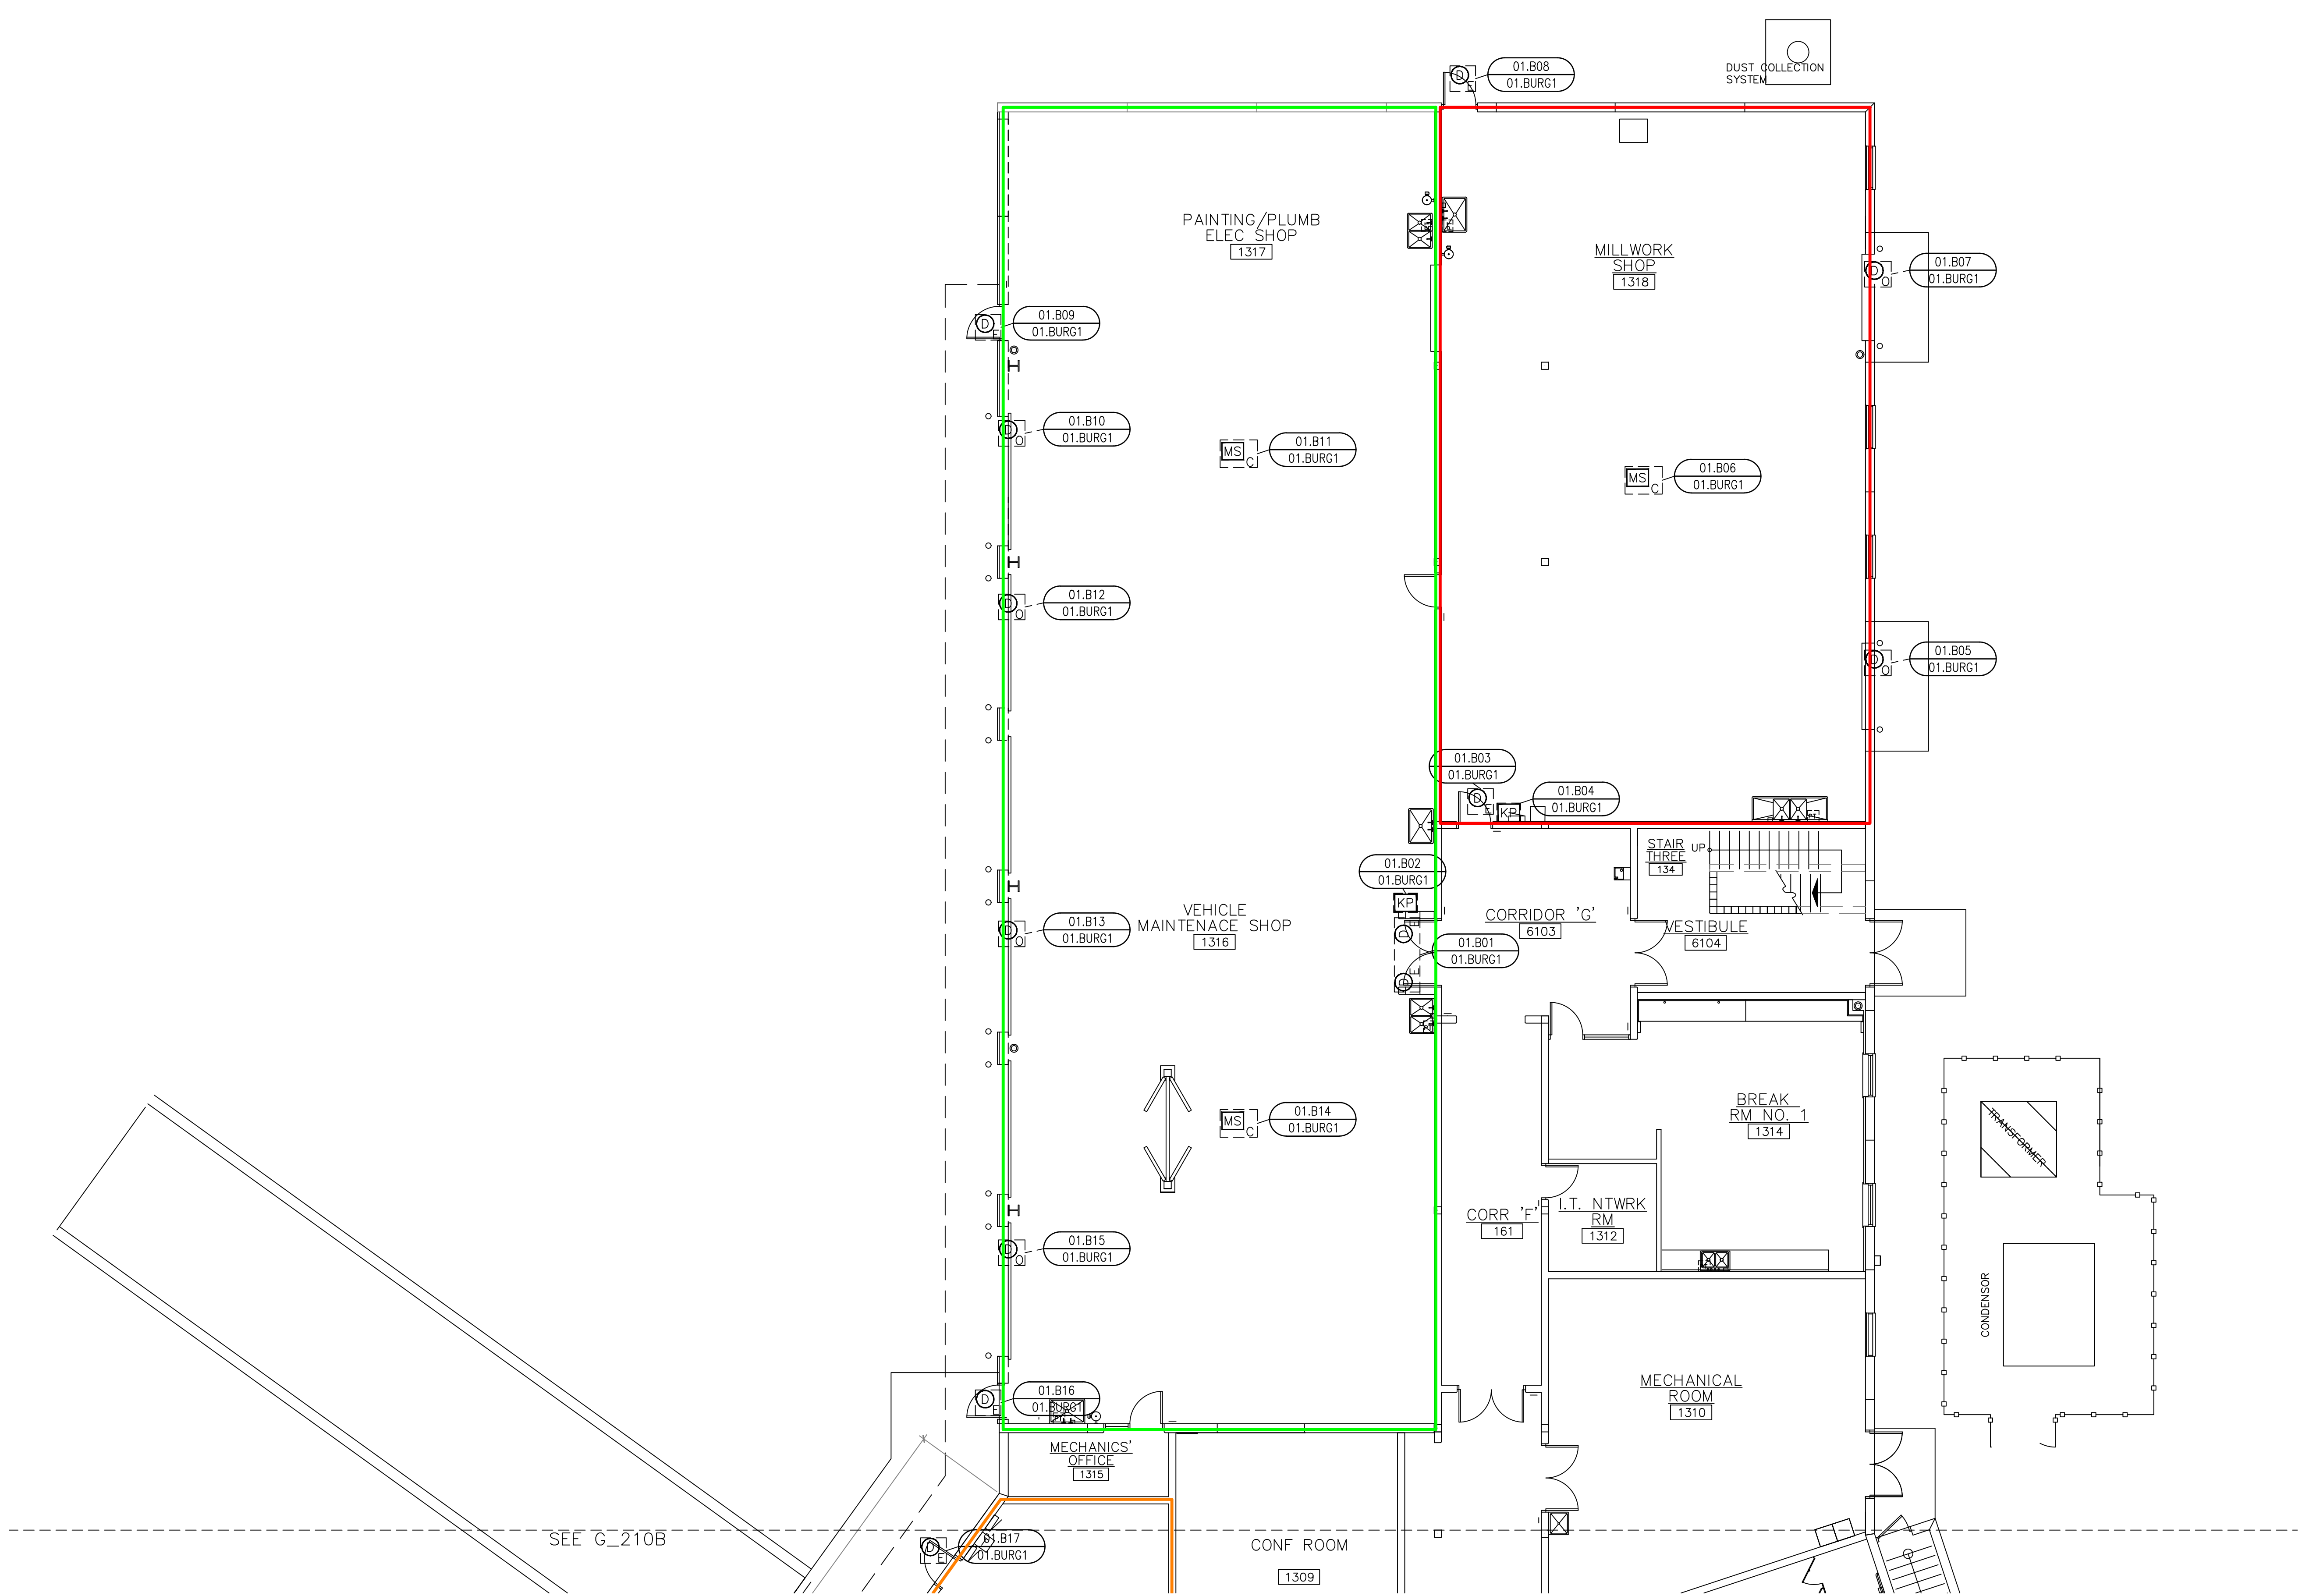 01.B08
01.BURG1
D
E
DUST COLLECTION
SYSTEM
PAINTING/PLUMB
ELEC SHOP
1317
MILLWORK
SHOP
1318
01.B07
01.BURG1
D
O
01.B09
01.BURG1
D
E
01.B10
01.BURG1
D
O
MS
C
01.B11
01.BURG1
MS
C
01.B06
01.BURG1
01.B12
01.BURG1
D
O
01.B05
01.BURG1
D
O
01.B03
01.BURG1
D
E
KP
01.B04
01.BURG1
STAIR
THREE
134
UP
01.B02
01.BURG1
KP
VEHICLE
MAINTENACE SHOP
1316
CORRIDOR 'G'
6103
VESTIBULE
6104
01.B13
01.BURG1
D
O
D
E
01.B01
01.BURG1
D
E
BREAK
RM NO. 1
1314
TRANSFORMER
MS
C
01.B14
01.BURG1
CORR 'F'
161
I.T. NTWRK
RM
1312
01.B15
01.BURG1
D
O
CONDENSOR
MECHANICAL
ROOM
1310
01.B16
01.BURG1
D
E
MECHANICS'
OFFICE
1315
SEE G_210B
01.B17
01.BURG1
D
E
CONF ROOM
1309